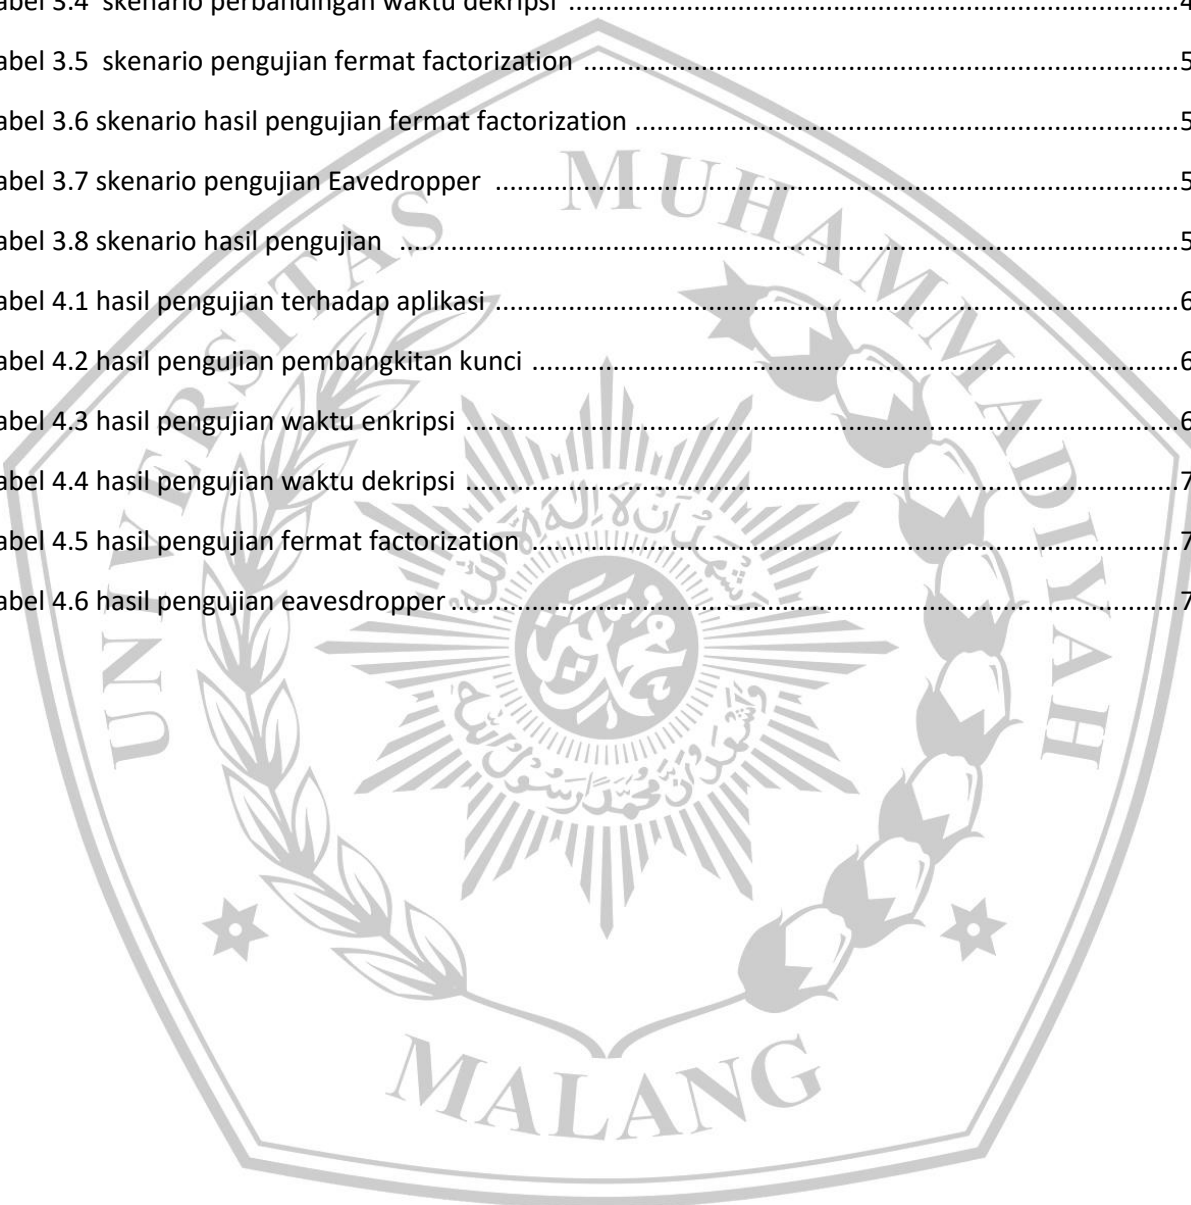 abel 3.4 skenario perbandingan waktu dekripsi ........................................................................4
abel 3.5 skenario pengujian fermat factorization ........................................................................5
abel 3.6 skenario hasil pengujian fermat factorization ................................................................5
abel 3.7 skenario pengujian Eavedropper ....................................................................................5
abel 3.8 skenario hasil pengujian ................................................................................................5
abel 4.1 hasil pengujian terhadap aplikasi ...................................................................................6
abel 4.2 hasil pengujian pembangkitan kunci ..............................................................................6
abel 4.3 hasil pengujian waktu enkripsi .......................................................................................6
abel 4.4 hasil pengujian waktu dekripsi .......................................................................................7
abel 4.5 hasil pengujian fermat factorization ..............................................................................7
abel 4.6 hasil pengujian eavesdropper .........................................................................................7
UNIVERSITAS MUHAMMADIYAH
MALANG